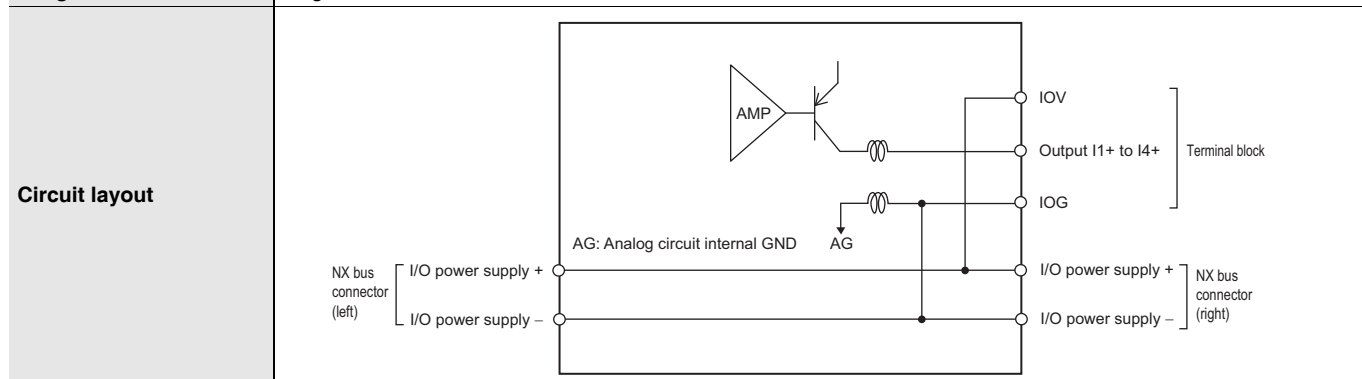 Circuit layout
AMP
IOV
Output I1+ to I4+
Terminal block
IOG
AG: Analog circuit internal GND
AG
NX bus
connector
(left)
I/O power supply +
I/O power supply –
I/O power supply +
I/O power supply –
NX bus
connector
(right)